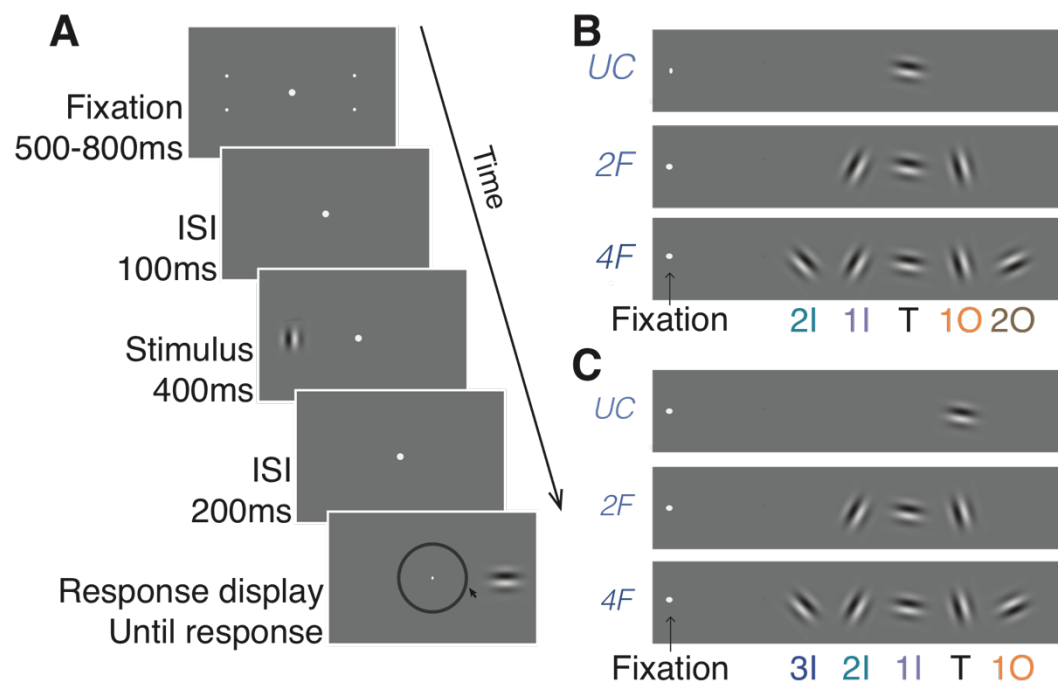 A
Fixation
500-800ms
ISI
100ms
Stimulus
400ms
ISI
200ms
Response display
Until response
Time
B
UC
2F
4F
Fixation
2I 1I T 1O 2O
C
UC
2F
4F
Fixation
3I 2I 1I T 1O